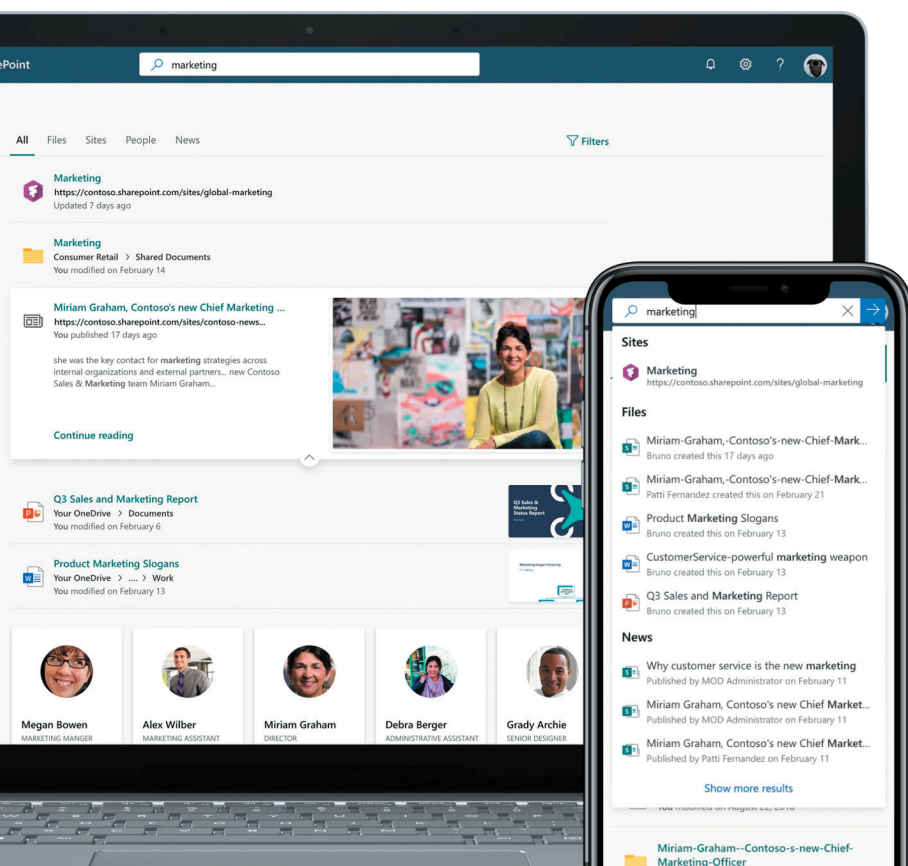 ePoint
marketing
All Files Sites People News
Filters
Marketing
https://contoso.sharepoint.com/sites/global-marketing
Updated 7 days ago
Marketing
Consumer Retail > Shared Documents
You modified on February 14
Miriam Graham, Contoso's new Chief Marketing ...
https://contoso.sharepoint.com/sites/contoso-news...
You published 17 days ago
she was the key contact for marketing strategies across
internal organizations and external partners... new Contoso
Sales & Marketing team Miriam Graham...
Continue reading
Q3 Sales and Marketing Report
Your OneDrive > Documents
You modified on February 6
Q3 Sales &
Marketing
Status Report
Product Marketing Slogans
Your OneDrive > .... > Work
You modified on February 13
Megan Bowen
MARKETING MANGER
Alex Wilber
MARKETING ASSISTANT
Miriam Graham
DIRECTOR
Debra Berger
ADMINISTRATIVE ASSISTANT
Grady Archie
SENIOR DESIGNER
marketing
Sites
Marketing
https://contoso.sharepoint.com/sites/global-marketing
Files
Miriam-Graham,-Contoso's-new-Chief-Mark...
Bruno created this 17 days ago
Miriam-Graham,-Contoso's-new-Chief-Mark...
Patti Fernandez created this on February 21
Product Marketing Slogans
Bruno created this on February 13
CustomerService-powerful marketing weapon
Bruno created this on February 13
Q3 Sales and Marketing Report
Bruno created this on February 13
News
Why customer service is the new marketing
Published by MOD Administrator on February 11
Miriam Graham, Contoso's new Chief Market...
Published by MOD Administrator on February 11
Miriam Graham, Contoso's new Chief Market...
Published by Patti Fernandez on February 11
Show more results
Miriam-Graham--Contoso-s-new-Chief-
Marketing-Officer